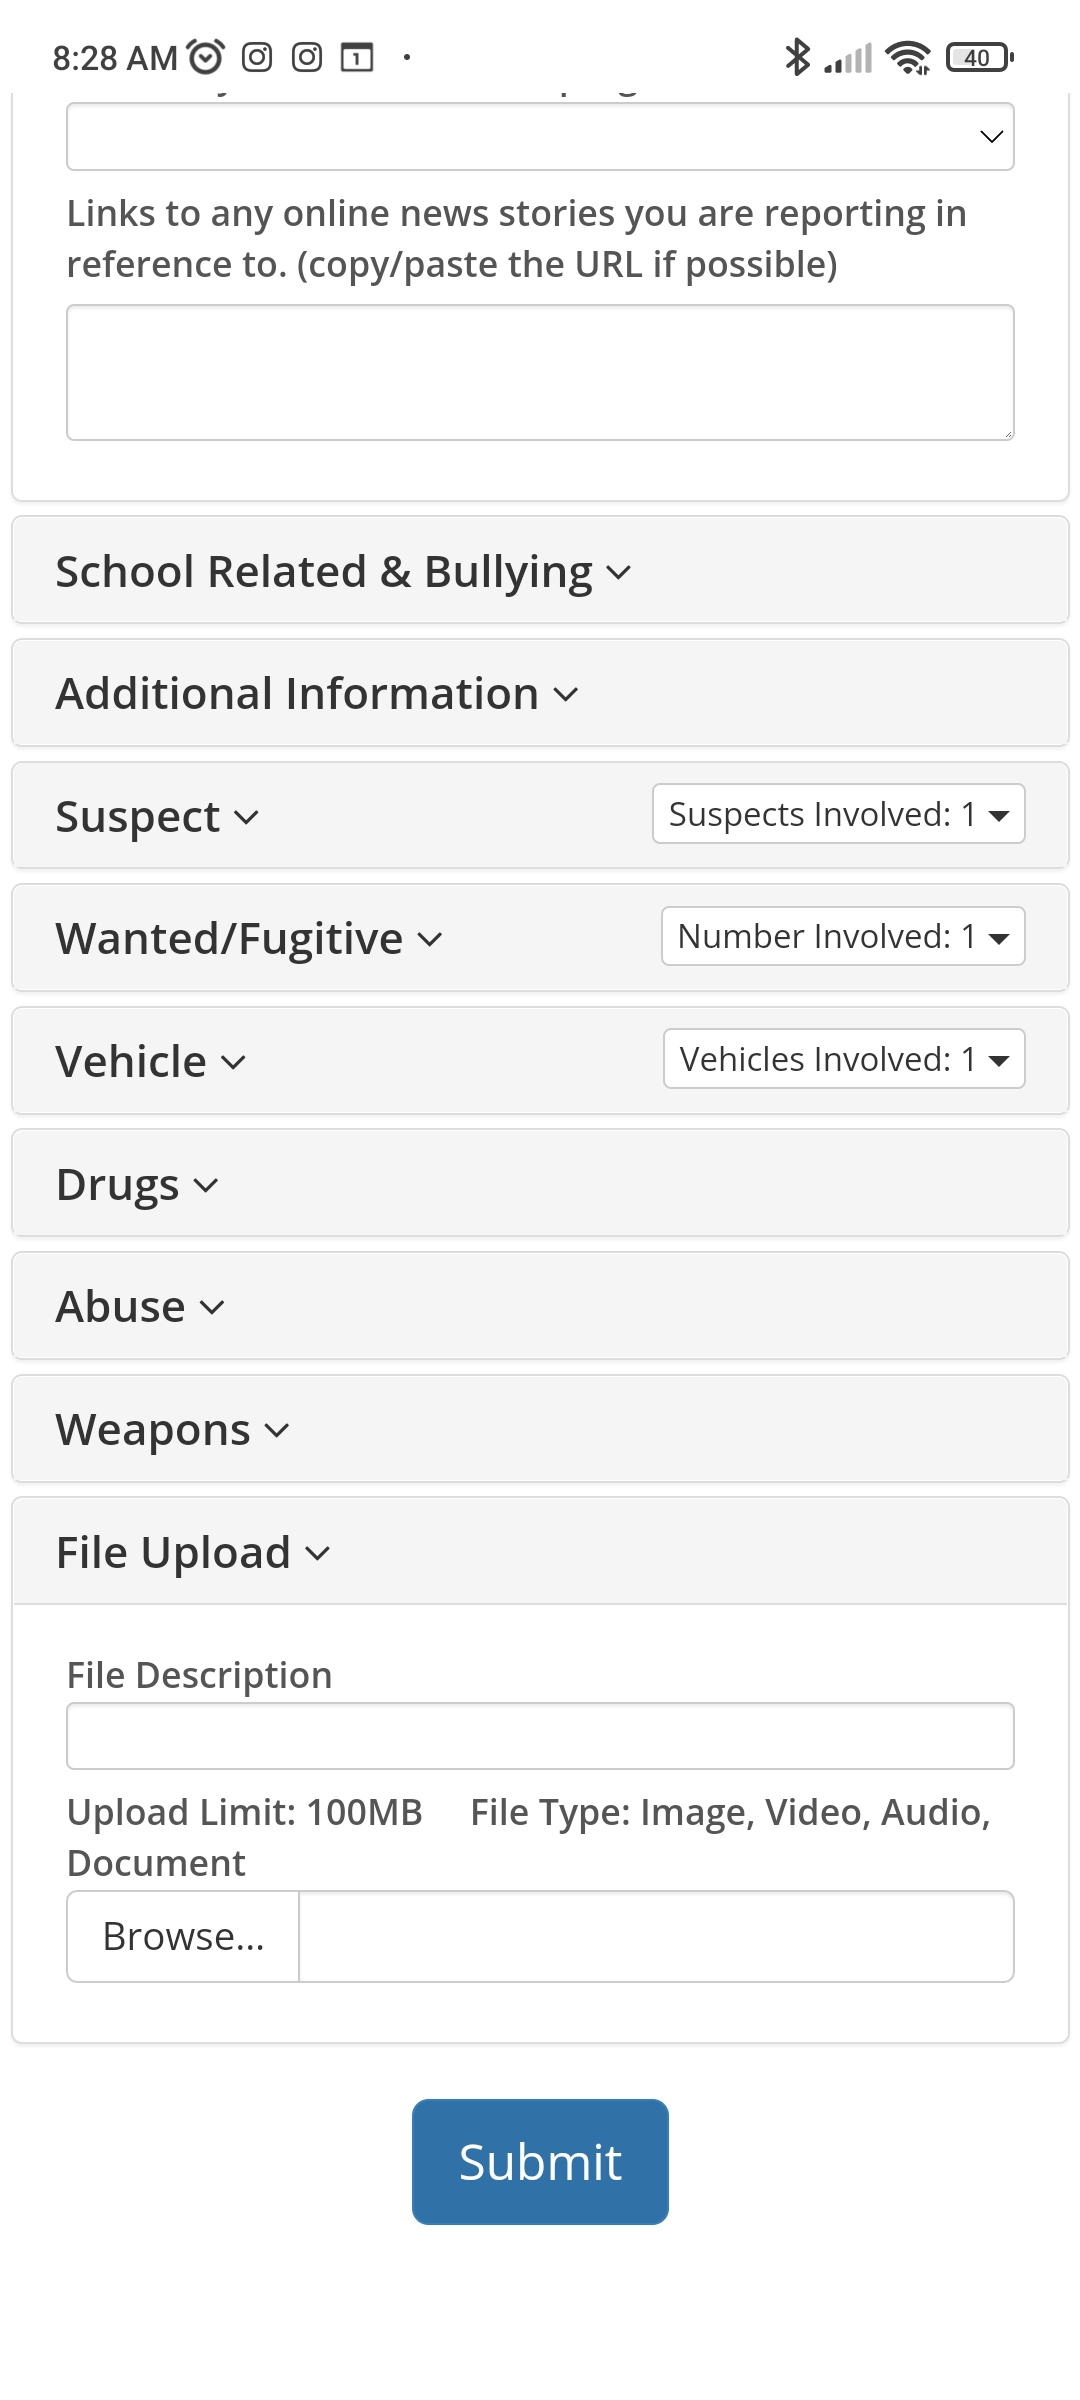 8:28 AM
40
Links to any online news stories you are reporting in
reference to. (copy/paste the URL if possible)
School Related & Bullying
Additional Information
Suspect
Suspects Involved: 1
Wanted/Fugitive
Number Involved: 1
Vehicle
Vehicles Involved: 1
Drugs
Abuse
Weapons
File Upload
File Description
Upload Limit: 100MB File Type: Image, Video, Audio,
Document
Browse...
Submit